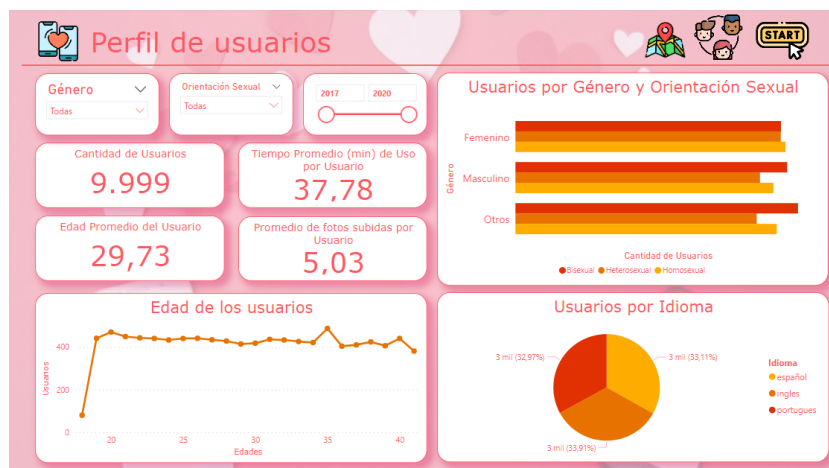 Perfil de usuarios
START
Género
Todas
Orientación Sexual
Todas
2017
2020
Cantidad de Usuarios
9.999
Tiempo Promedio (min) de Uso
por Usuario
37,78
Edad Promedio del Usuario
29,73
Promedio de fotos subidas por
Usuario
5,03
Usuarios por Género y Orientación Sexual
Género
Femenino
Masculino
Otros
Cantidad de Usuarios
Bisexual Heterosexual Homosexual
Edad de los usuarios
Usuarios
400
200
0
20 25 30 35 40
Edades
Usuarios por Idioma
3 mil (32,97%)
3 mil (33,11%)
3 mil (33,91%)
Idioma
español
ingles
portugues